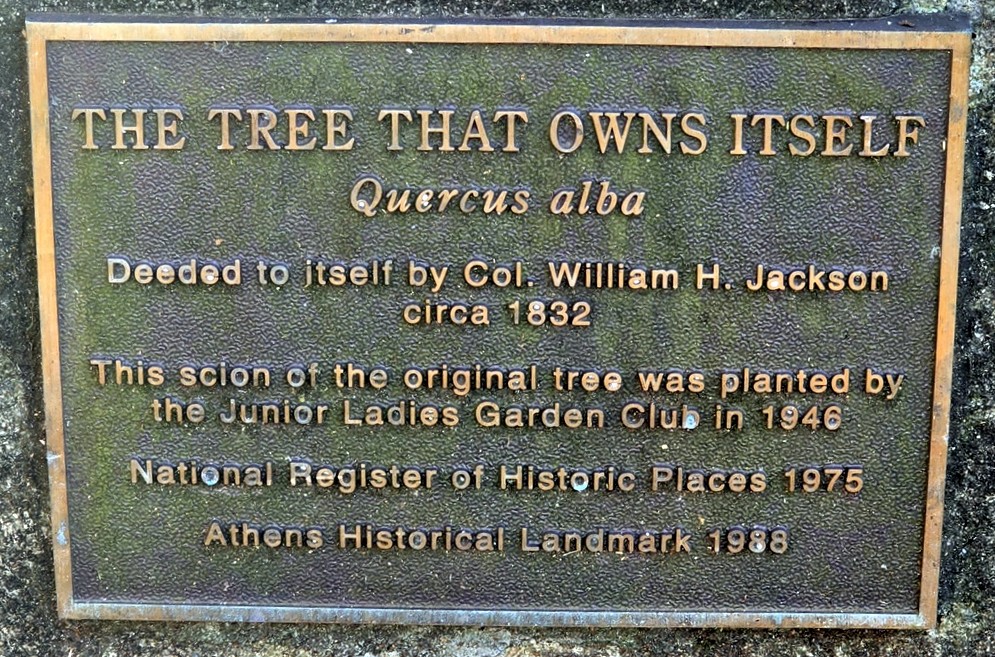 THE TREE THAT OWNS ITSELF
Quercus alba
Deeded to itself by Col. William H. Jackson
circa 1832
This scion of the original tree was planted by
the Junior Ladies Garden Club in 1946
National Register of Historic Places 1975
Athens Historical Landmark 1988